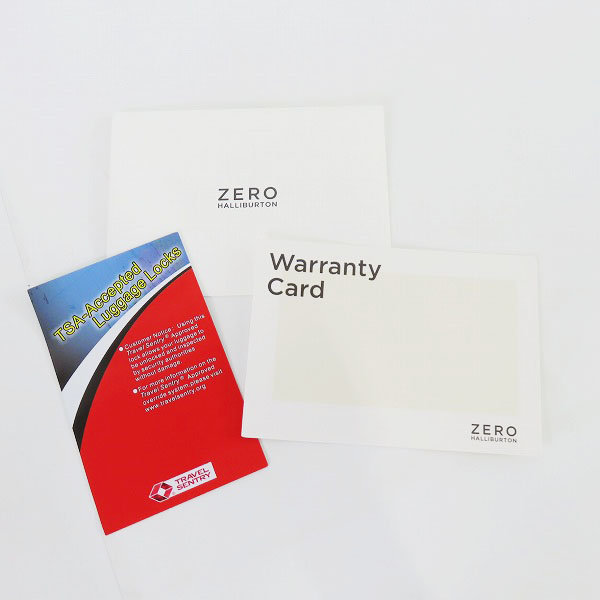 ZERO
HALLIBURTON
Warranty
Card
ZERO
HALLIBURTON
TSA-Accepted
Luggage Locks
● Customer Notice Using this
Travel Sentry® Approved
lock allows your luggage to
be unlocked and inspected
by security authorities
without damage.
● For more information on the
Travel Sentry® Approved
override system,please visit
www.travelsentry.org
TRAVEL
SENTRY